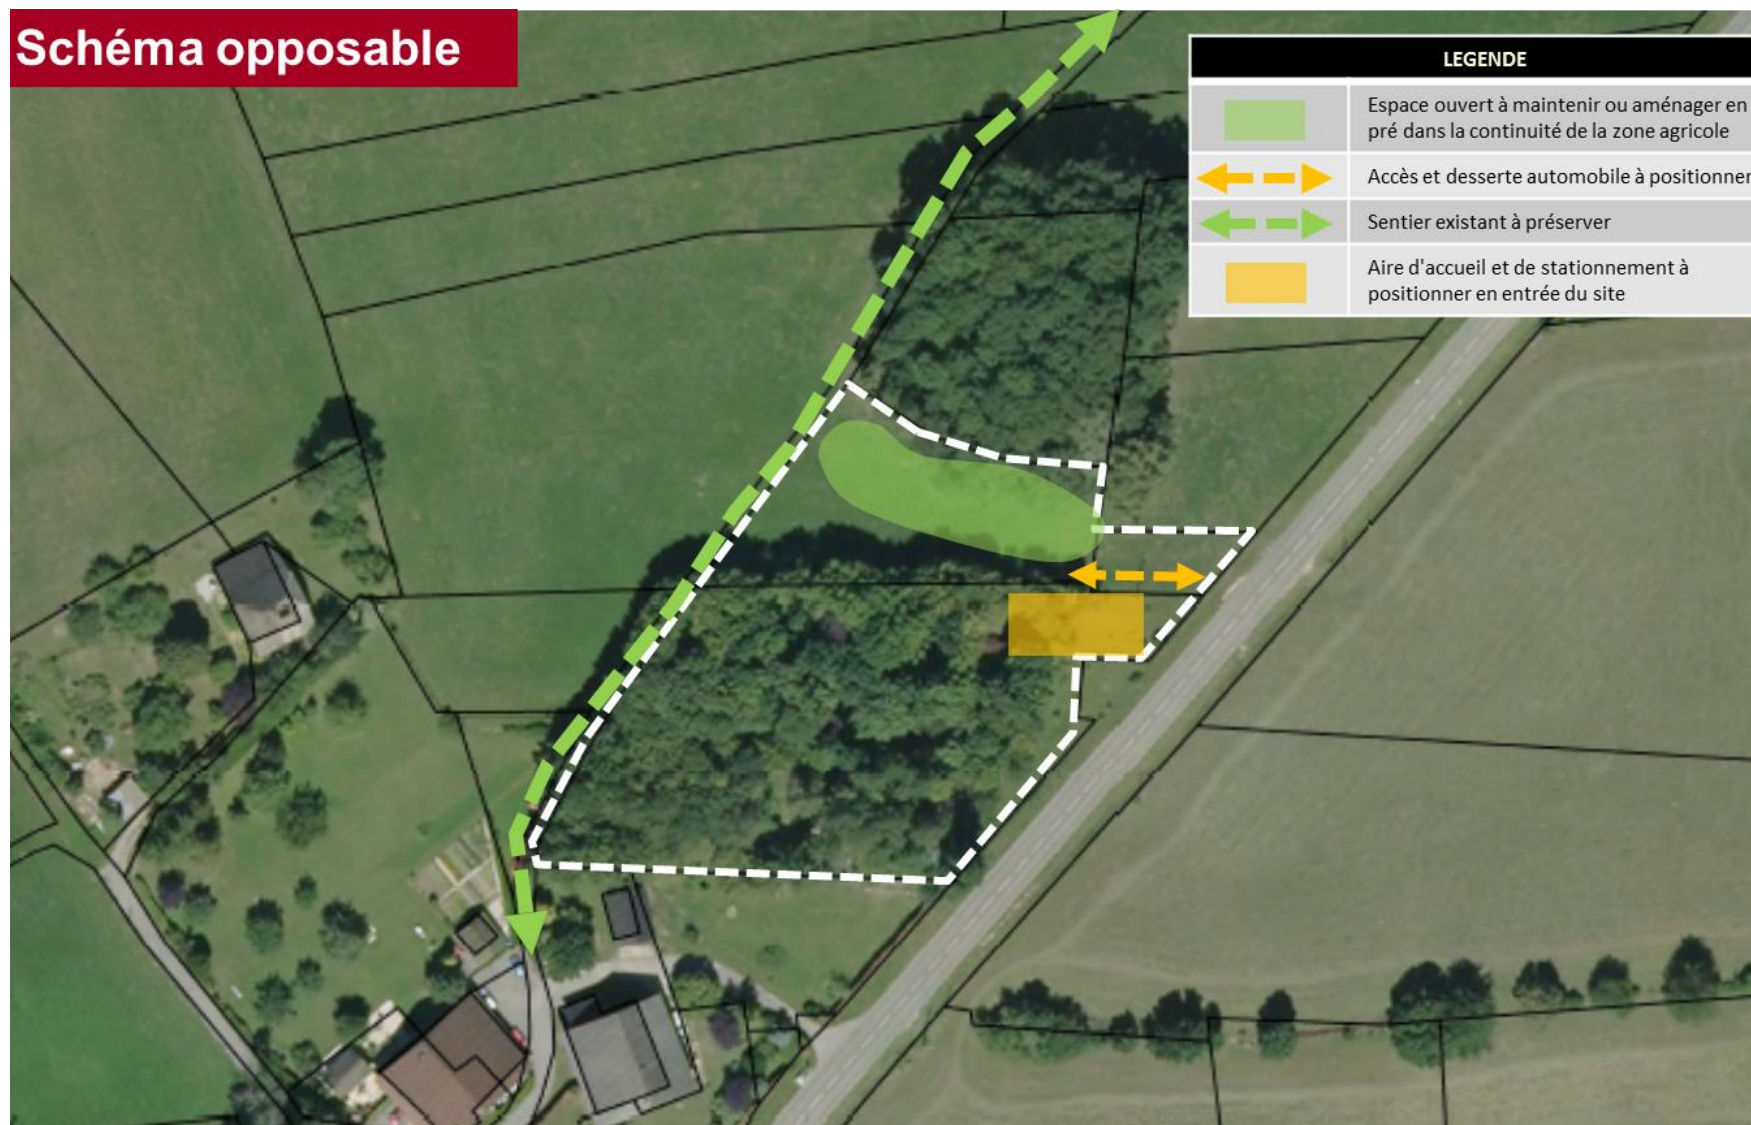 Schéma opposable
LEGENDE
Espace ouvert à maintenir ou aménager en
pré dans la continuité de la zone agricole
Accès et desserte automobile à positionner
Sentier existant à préserver
Aire d'accueil et de stationnement à
positionner en entrée du site